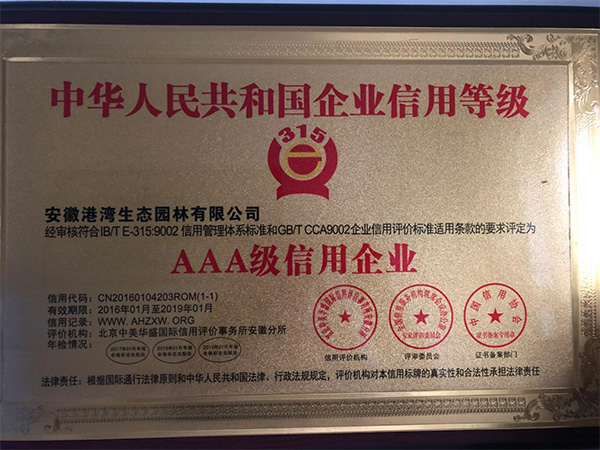 中华人民共和国企业信用等级
315
安徽港湾生态园林有限公司
经审核符合IB/T E-315:9002 信用管理体系标准和GB/T CCA9002企业信用评价标准适用条款的要求评定为
AAA级信用企业
信用代码：CN20160104203ROM(1-1)
有效期限：2016年01月至2019年01月
信用记录：WWW. AHZXW. ORG
评价机构：北京中美华盛国际信用评价事务所安徽分所
年检情况：
中国信用协会
信用评价机构
评审委员会
证书备案部门
法律责任：根据国际通行法律原则和中华人民共和国法律，行政法规规定，评价机构对本信用标牌的真实性和合法性承担法律责任